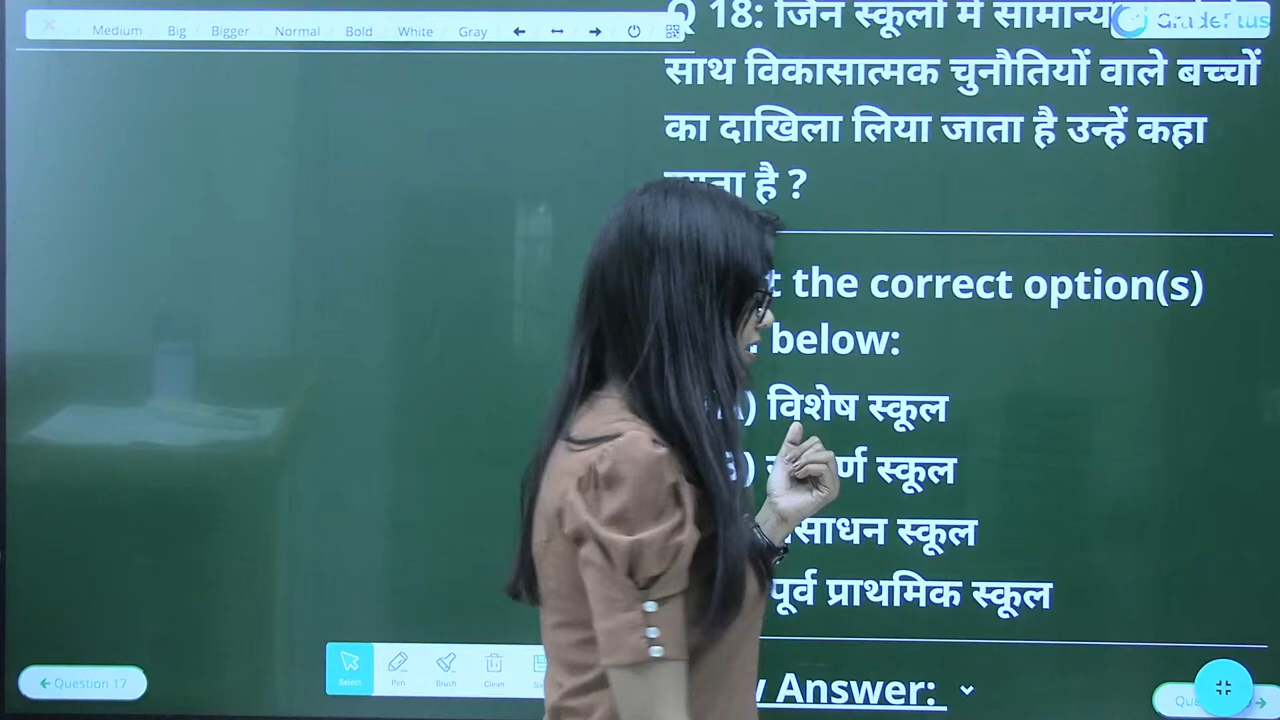 Medium Big Bigger Normal Bold White Gray
Q 18: जिन स्कूलों में सामान्य
साथ विकासात्मक चुनौतियों वाले बच्चों
का दाखिला लिया जाता है उन्हें कहा
है ?
the correct option(s)
below:
विशेष स्कूल
स्कूल
साधन स्कूल
पूर्व प्राथमिक स्कूल
Answer:
Select Pen Brush Clean
Question 17